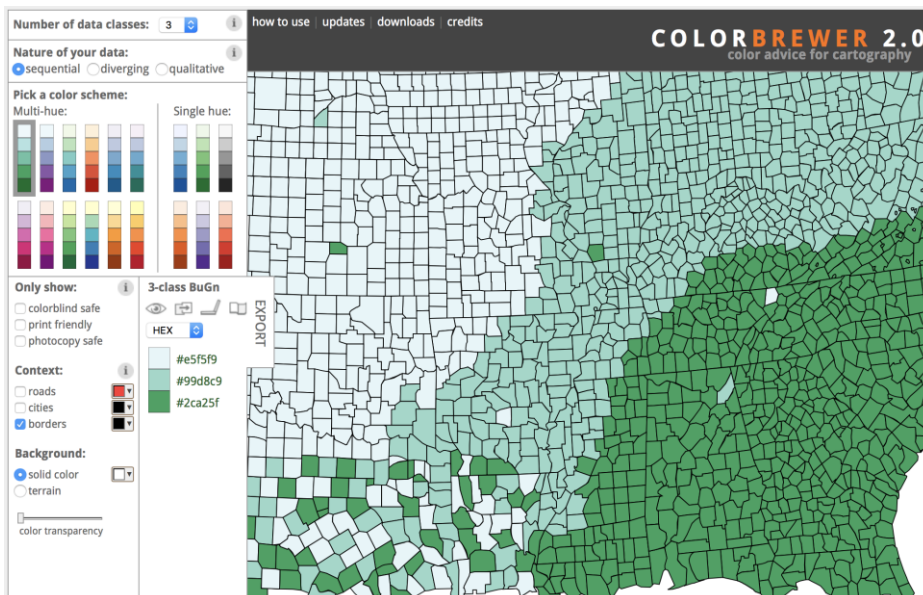 Number of data classes: 3 i
how to use | updates | downloads | credits
COLORBREWER 2.0
color advice for cartography
Nature of your data: i
sequential diverging qualitative
Pick a color scheme:
Multi-hue: Single hue:
Only show: i
colorblind safe
print friendly
photocopy safe
Context: i
roads
cities
borders
Background:
solid color
terrain
color transparency
3-class BuGn
EXPORT
HEX
#e5f5f9
#99d8c9
#2ca25f